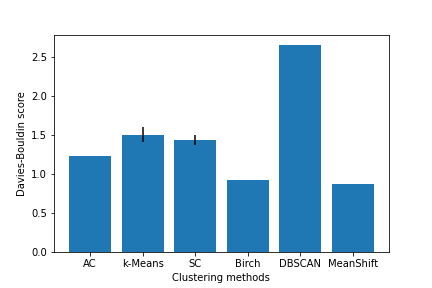 2.5
2.0
1.5
1.0
0.5
0.0
Davies-Bouldin score
AC k-Means SC Birch DBSCAN MeanShift
Clustering methods